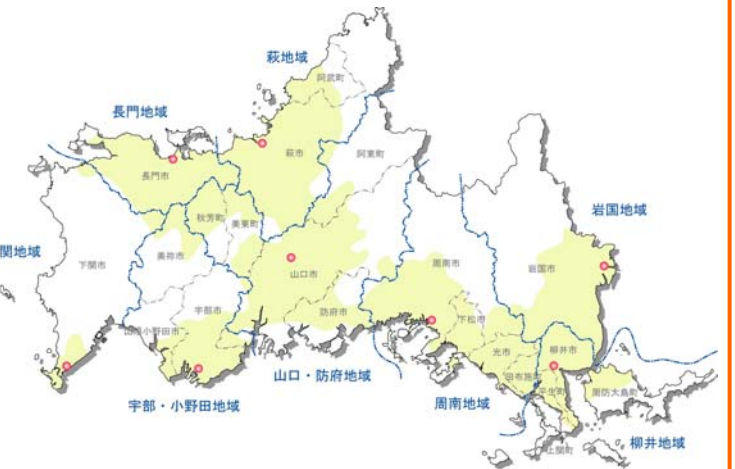 萩地域
阿武町
長門地域
萩市
阿東町
長門市
秋芳町
美東町
岩国地域
関地域
下関市
美祢市
山口市
周南市
岩国市
宇部市
防府市
小野田市
下松市
光市
柳井市
田布施町
平生町
周防大島町
山口・防府地域
宇部・小野田地域
周南地域
柳井地域
上関町